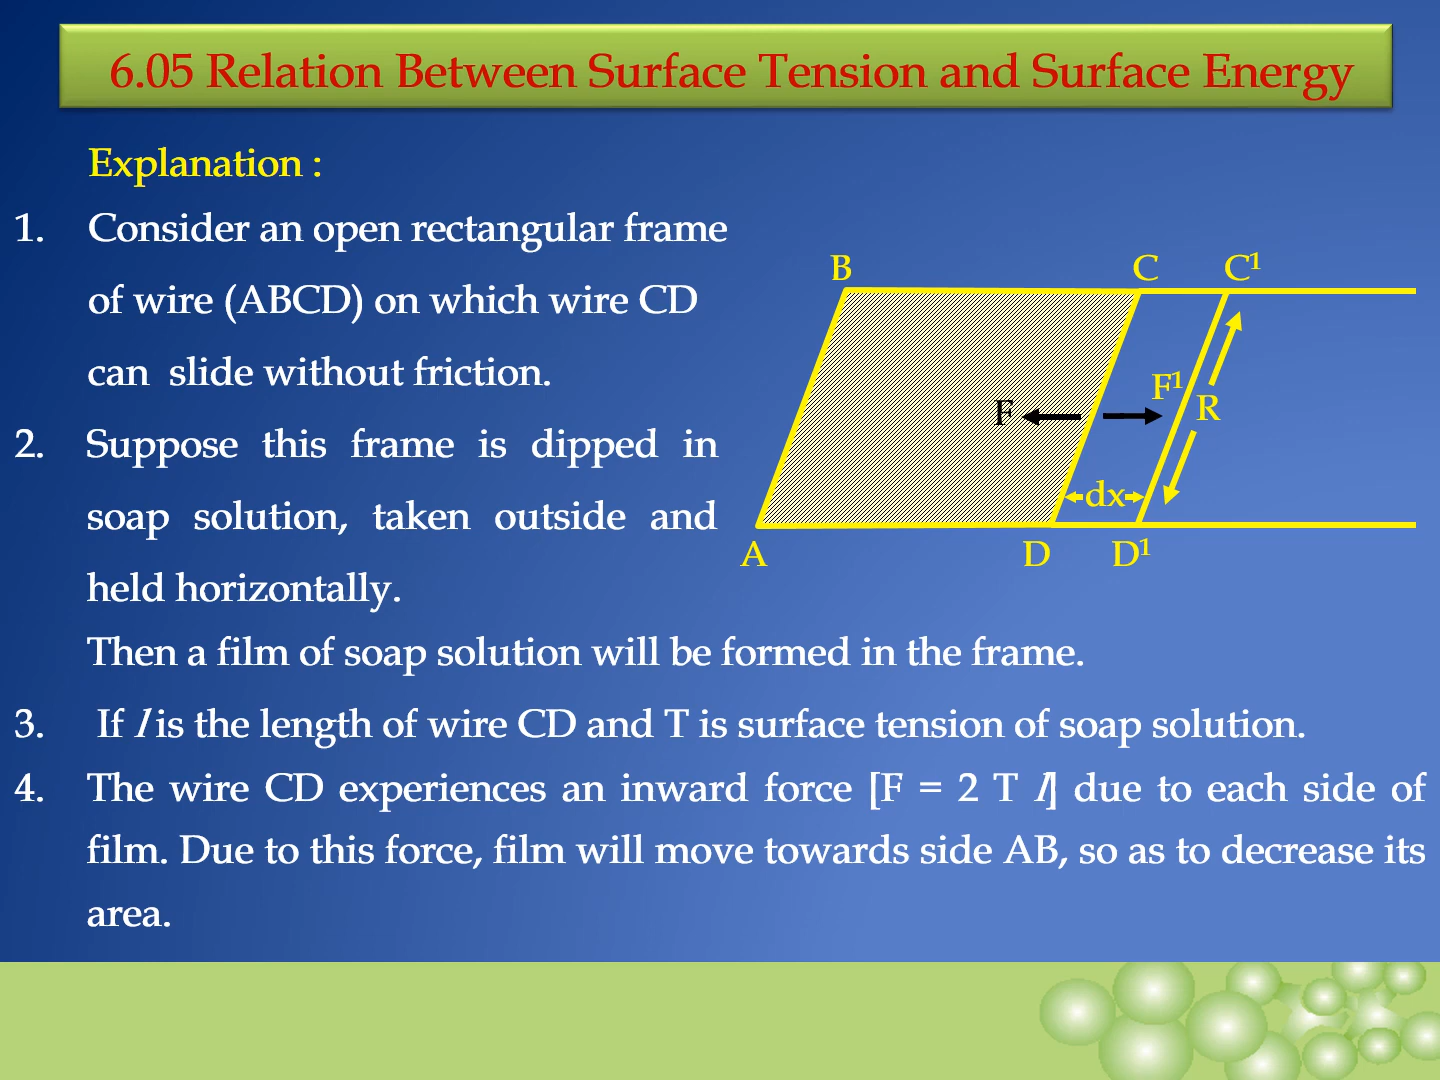 6.05 Relation Between Surface Tension and Surface Energy
Explanation :
1. Consider an open rectangular frame
of wire (ABCD) on which wire CD
can slide without friction.
2. Suppose this frame is dipped in
soap solution, taken outside and
held horizontally.
Then a film of soap solution will be formed in the frame.
3. If l is the length of wire CD and T is surface tension of soap solution.
4. The wire CD experiences an inward force [F = 2 T l] due to each side of
film. Due to this force, film will move towards side AB, so as to decrease its
area.
B C C¹
F F¹ R
dx
A D D¹